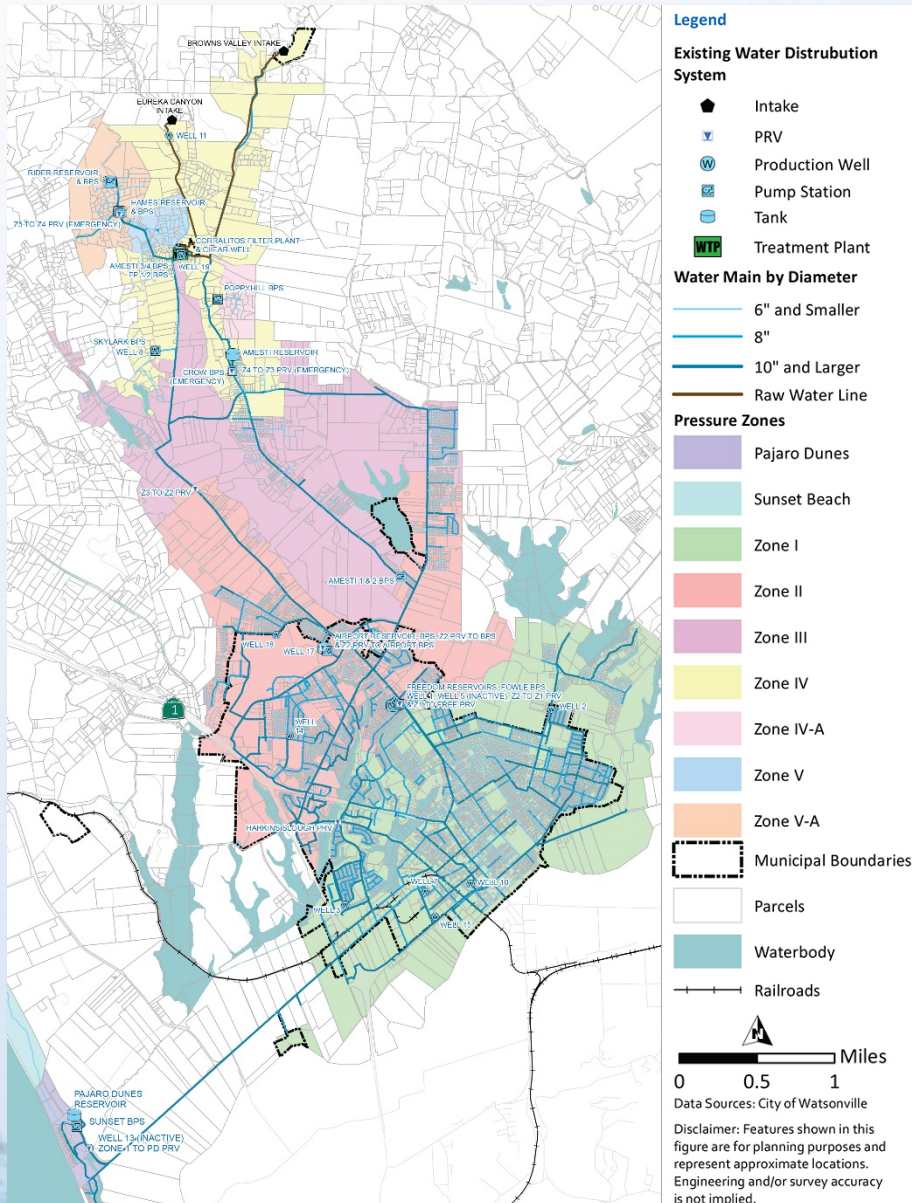 BROWNS VALLEY INTAKE
EUREKA CANYON
INTAKE
WELL 11
RIDER RESERVOIR
& BPS
HAMES RESERVOIR
& BPS
Z5 TO Z4 PRV (EMERGENCY)
CORRALITOS FILTER PLANT
& CLEAR WELL
AMESTI 3/4 BPS
FP 1/2 BPS
WELL 19
POPPYHILL BPS
SKYLARK BPS
WELL 8
AMESTI RESERVOIR
CROW BPS
(EMERGENCY)
Z4 TO Z3 PRV (EMERGENCY)
Z3 TO Z2 PRV
AMESTI 1 & 2 BPS
WELL 18
WELL 17
AIRPORT RESERVOIR, BPS, Z2 PRV TO BPS
& Z2 PRV TO AIRPORT BPS
FREEDOM RESERVOIRS, FOWLE BPS,
WELL 1, WELL 5 (INACTIVE), Z2 TO Z1 PRV
WELL 2
WELL
14
1
HARKINS SLOUGH PRV
WELL 7
WELL 10
WELL 3
WELL 15
PAJARO DUNES
RESERVOIR
SUNSET BPS
WELL 13 (INACTIVE)
ZONE 1 TO PD PRV
Legend
Existing Water Distrubution
System
Intake
PRV
W Production Well
Pump Station
Tank
WTP Treatment Plant
Water Main by Diameter
6" and Smaller
8"
10" and Larger
Raw Water Line
Pressure Zones
Pajaro Dunes
Sunset Beach
Zone I
Zone II
Zone III
Zone IV
Zone IV-A
Zone V
Zone V-A
Municipal Boundaries
Parcels
Waterbody
Railroads
N
Miles
0 0.5 1
Data Sources: City of Watsonville
Disclaimer: Features shown in this
figure are for planning purposes and
represent approximate locations.
Engineering and/or survey accuracy
is not implied.